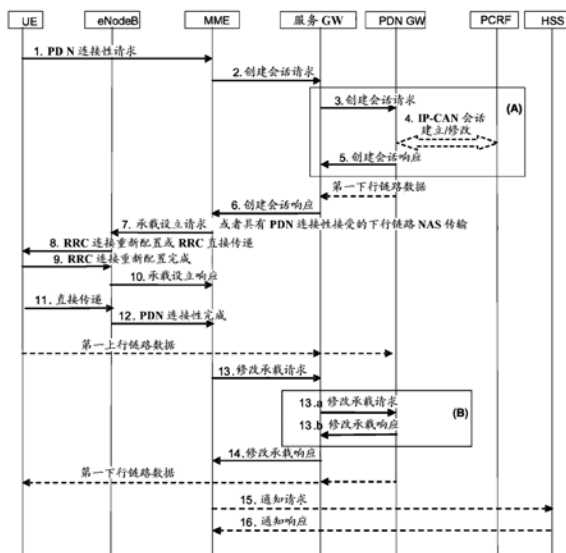 UE eNodeB MME 服务 GW PDN GW PCRF HSS
1. PD N 连接性请求
2. 创建会话请求
(A)
3. 创建会话请求
4. IP-CAN 会话
建立/修改
5. 创建会话响应
第一下行链路数据
6. 创建会话响应
7. 承载设立请求 或者具有 PDN 连接性接受的下行链路 NAS 传输
8. RRC 连接重新配置或 RRC 直接传递
9. RRC 连接重新配置完成
10. 承载设立响应
11. 直接传递
12. PDN 连接性完成
第一上行链路数据
13. 修改承载请求
13.a 修改承载请求
(B)
13.b 修改承载响应
14. 修改承载响应
第一下行链路数据
15. 通知请求
16. 通知响应